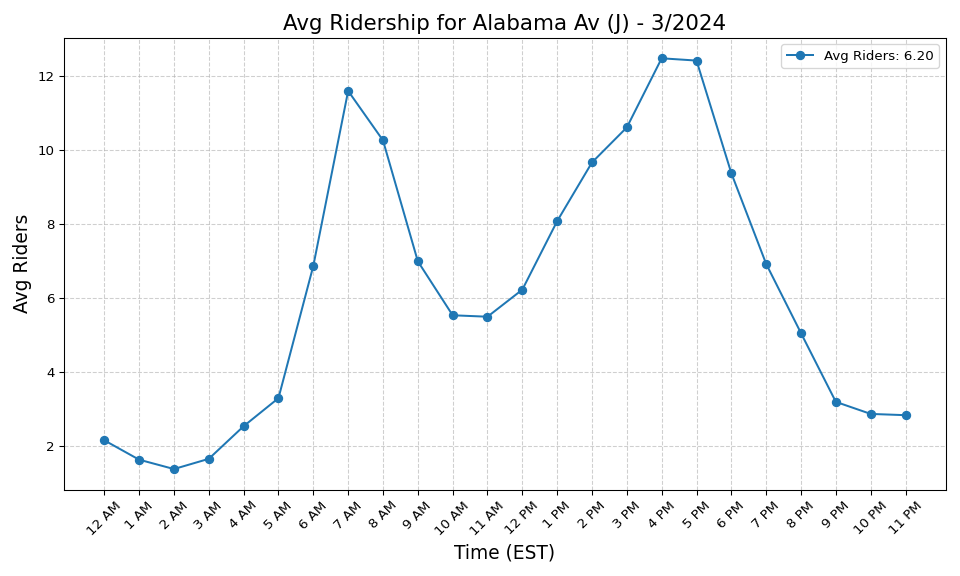 Avg Ridership for Alabama Av (J) - 3/2024
Avg Riders: 6.20
Avg Riders
12
10
8
6
4
2
12 AM
1 AM
2 AM
3 AM
4 AM
5 AM
6 AM
7 AM
8 AM
9 AM
10 AM
11 AM
12 PM
1 PM
2 PM
3 PM
4 PM
5 PM
6 PM
7 PM
8 PM
9 PM
10 PM
11 PM
Time (EST)